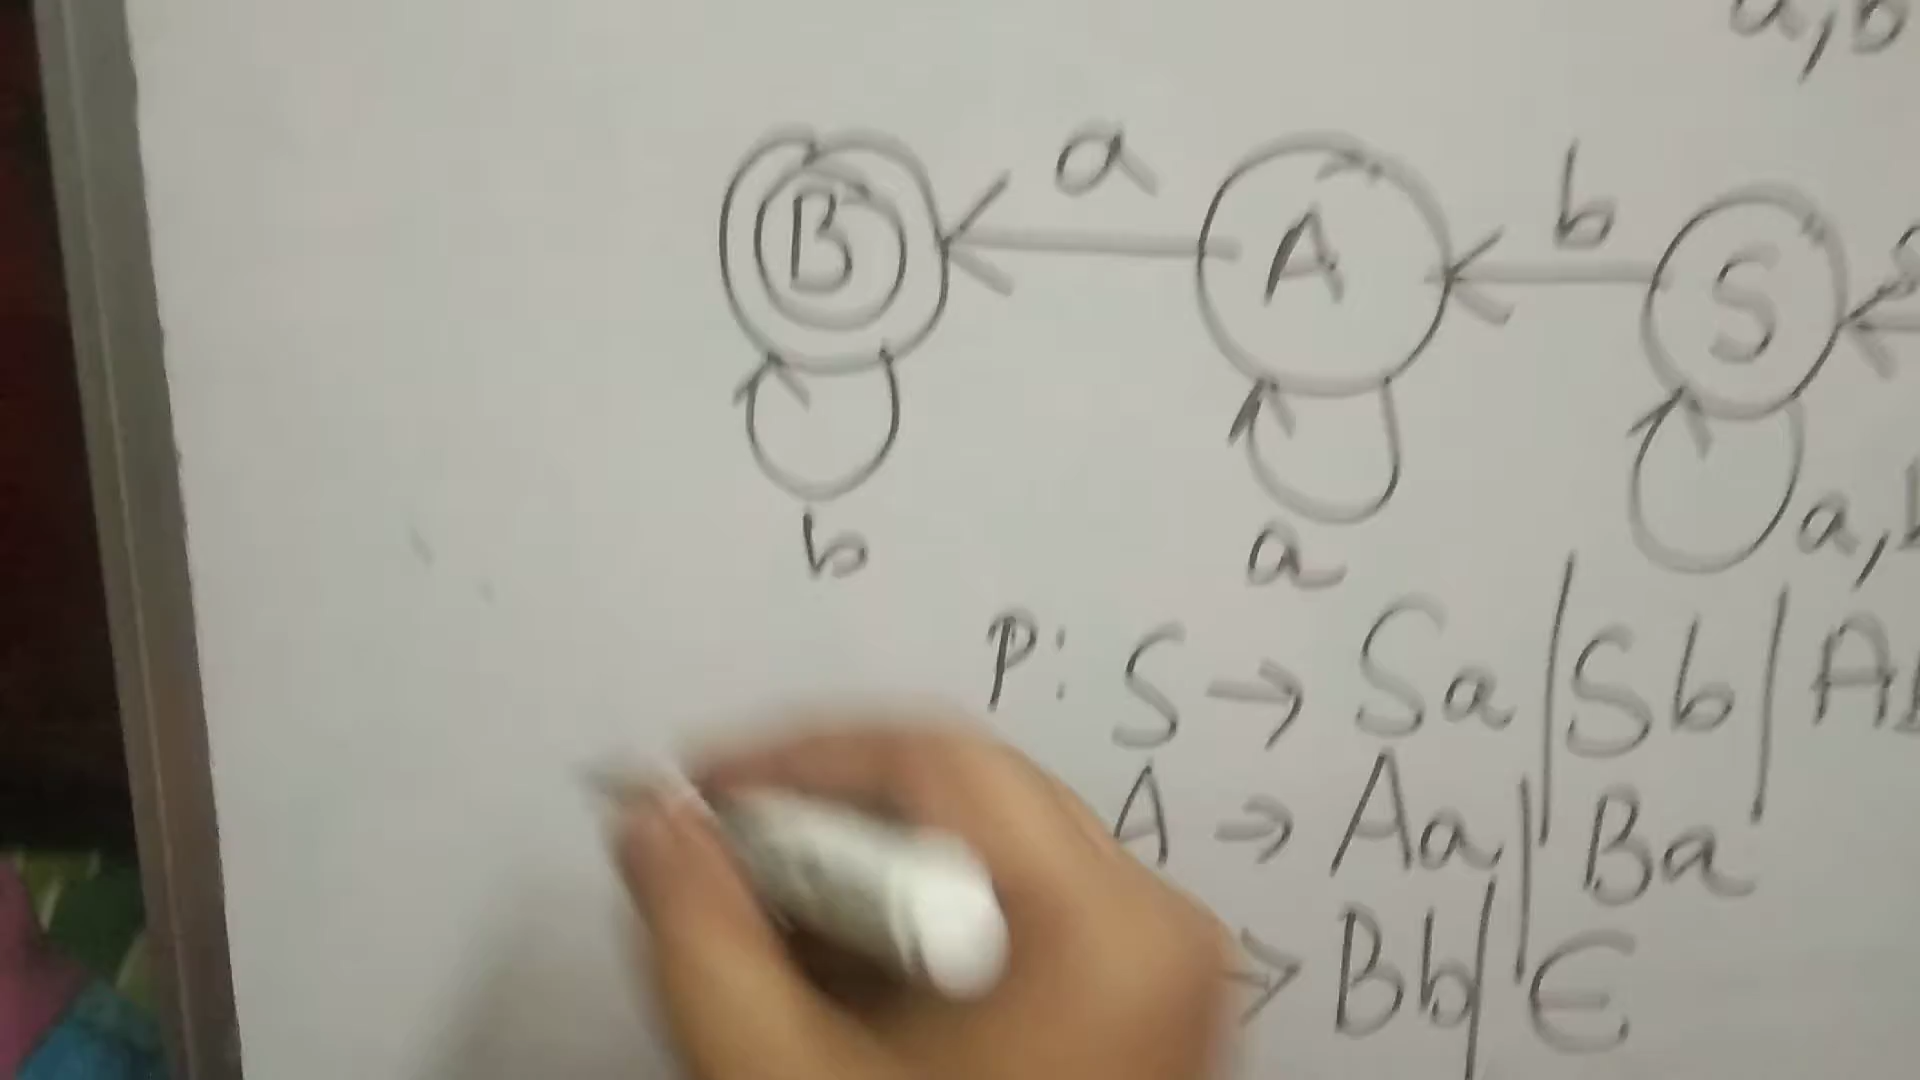 a,b
a
b
B
A
S
b
a
a,
P: S → Sa | Sb |
A → Aa | Ba
→ Bb | ϵ